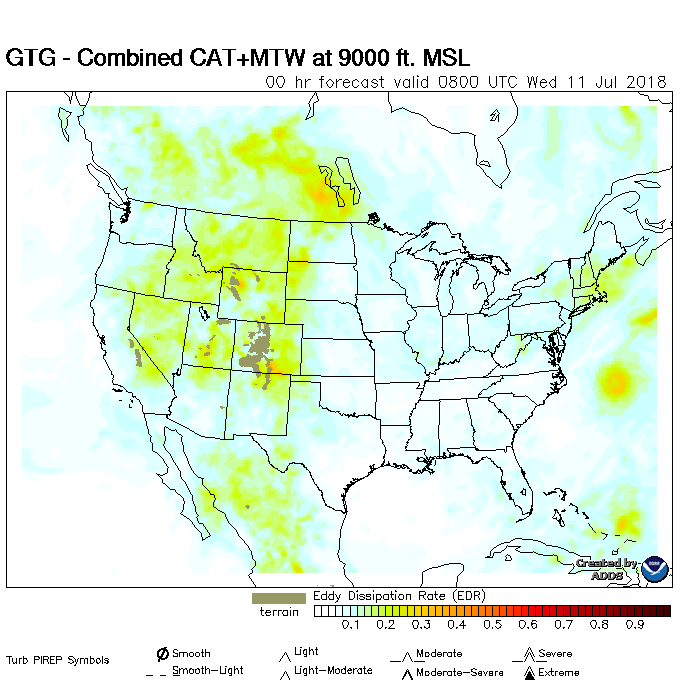 GTG - Combined CAT+MTW at 9000 ft. MSL
00 hr forecast valid 0800 UTC Wed 11 Jul 2018
Created by
ADDS
terrain
Eddy Dissipation Rate (EDR)
0.1 0.2 0.3 0.4 0.5 0.6 0.7 0.8 0.9
Turb PIREP Symbols
Smooth Light Moderate Severe
Smooth-Light Light-Moderate Moderate-Severe Extreme